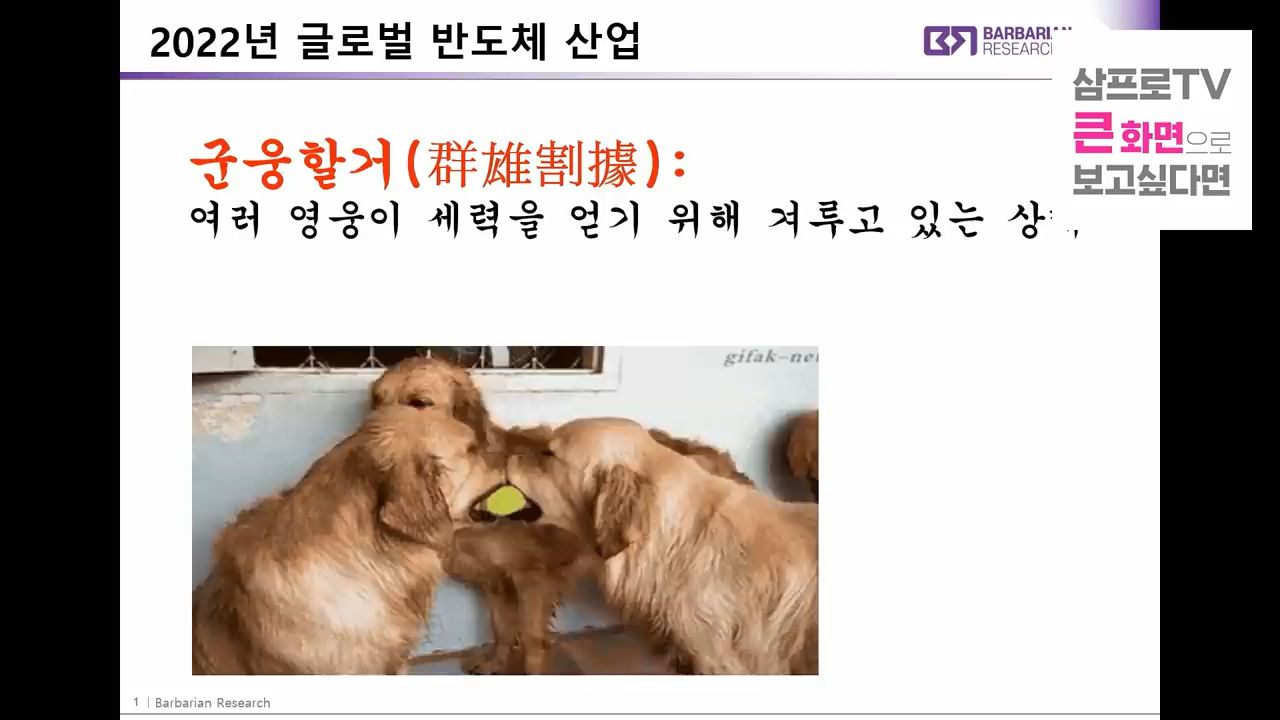 2022년 글로벌 반도체 산업
BARBARIAN
RESEARCH
삼프로TV
큰 화면으로
보고싶다면
군웅할거(群雄割據):
여러 영웅이 세력을 얻기 위해 겨루고 있는
gifak-net
1 | Barbarian Research